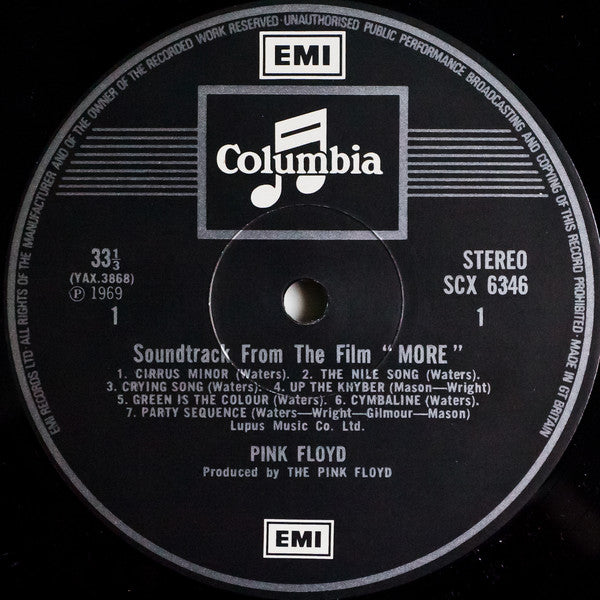 EMI RECORDS LTD · ALL RIGHTS OF THE MANUFACTURER AND OF THE OWNER OF THE RECORDED WORK RESERVED · UNAUTHORISED PUBLIC PERFORMANCE BROADCASTING AND COPYING OF THIS RECORD PROHIBITED · MADE IN GT BRITAIN
EMI
Columbia
33⅓
(YAX.3868)
Ⓟ 1969
1
STEREO
SCX 6346
1
Soundtrack From The Film “MORE”
1. CIRRUS MINOR (Waters). 2. THE NILE SONG (Waters).
3. CRYING SONG (Waters). 4. UP THE KHYBER (Mason—Wright)
5. GREEN IS THE COLOUR (Waters). 6. CYMBALINE (Waters).
7. PARTY SEQUENCE (Waters—Wright—Gilmour—Mason)
Lupus Music Co. Ltd.
PINK FLOYD
Produced by THE PINK FLOYD
EMI